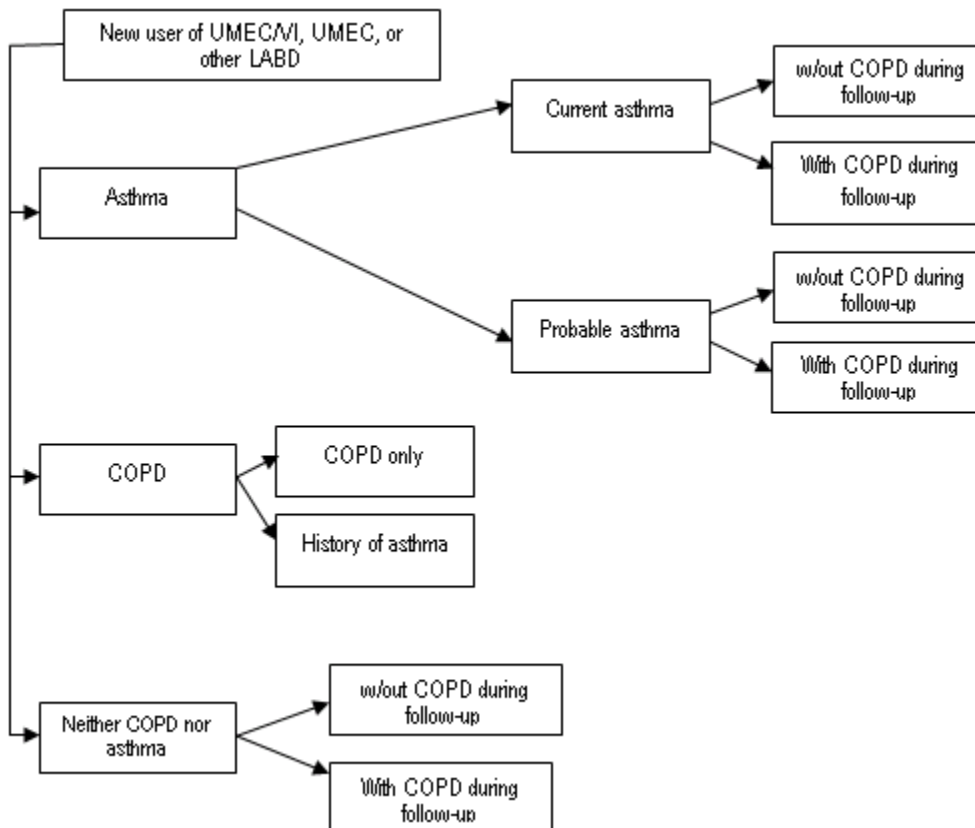 New user of UMEC/VI, UMEC, or
other LABD
Asthma
Current asthma
w/out COPD during
follow-up
With COPD during
follow-up
Probable asthma
w/out COPD during
follow-up
With COPD during
follow-up
COPD
COPD only
History of asthma
Neither COPD nor
asthma
w/out COPD during
follow-up
With COPD during
follow-up